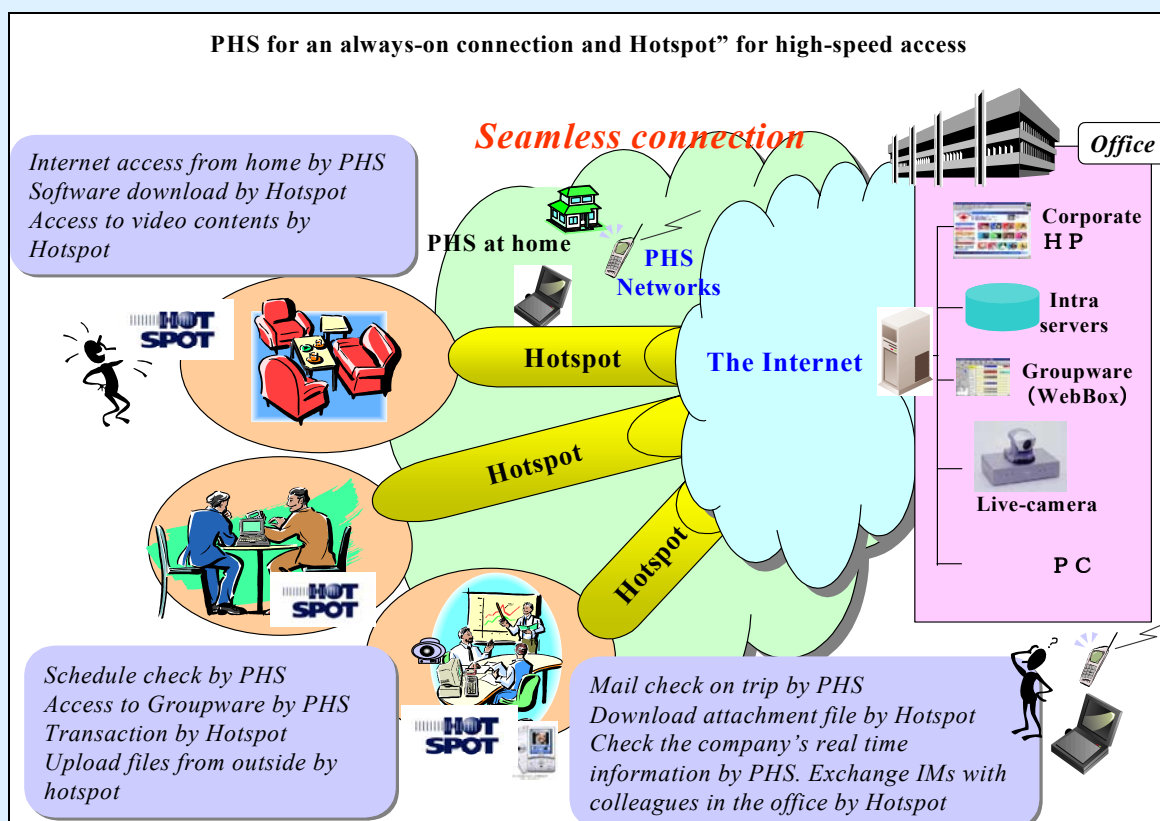 PHS for an always-on connection and Hotspot” for high-speed access
Seamless connection
Office
Internet access from home by PHS
Software download by Hotspot
Access to video contents by
Hotspot
PHS at home
PHS
Networks
HOT
SPOT
Hotspot
The Internet
Corporate
ＨＰ
Intra
servers
Groupware
（WebBox）
Live-camera
ＰＣ
Hotspot
HOT
SPOT
Hotspot
HOT
SPOT
Schedule check by PHS
Access to Groupware by PHS
Transaction by Hotspot
Upload files from outside by
hotspot
Mail check on trip by PHS
Download attachment file by Hotspot
Check the company’s real time
information by PHS. Exchange IMs with
colleagues in the office by Hotspot